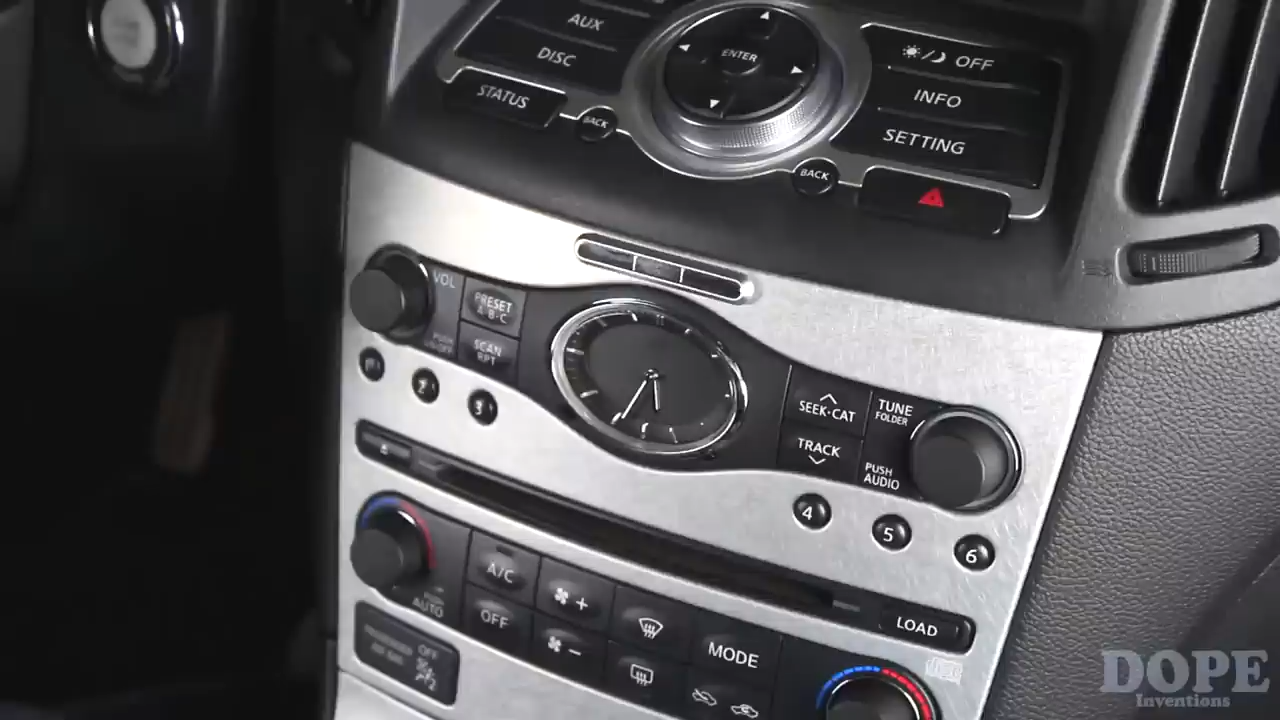 AUX
DISC
STATUS
BACK
ENTER
OFF
INFO
SETTING
BACK
VOL
PRESET
A·B·C
SCAN
RPT
1
2
3
SEEK·CAT
TRACK
TUNE
FOLDER
PUSH
AUDIO
4
5
6
LOAD
A/C
OFF
AUTO
MODE
OFF
DOPE
Inventions